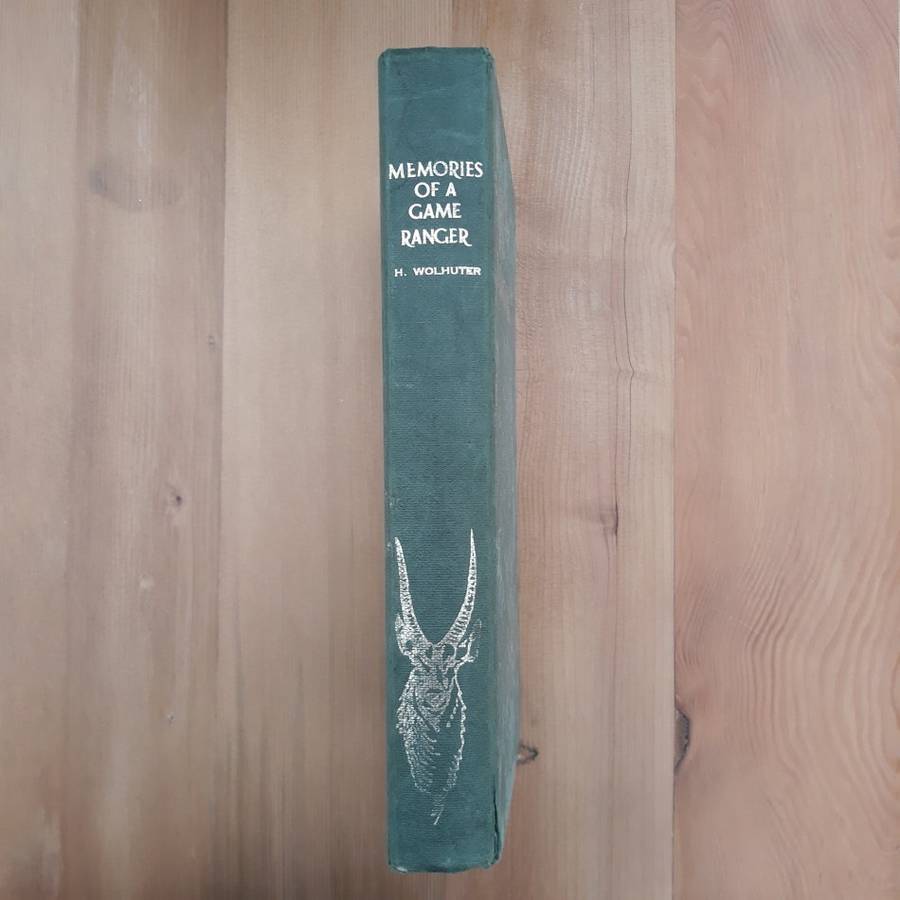 MEMORIES
OF A
GAME
RANGER
H. WOLHUTER